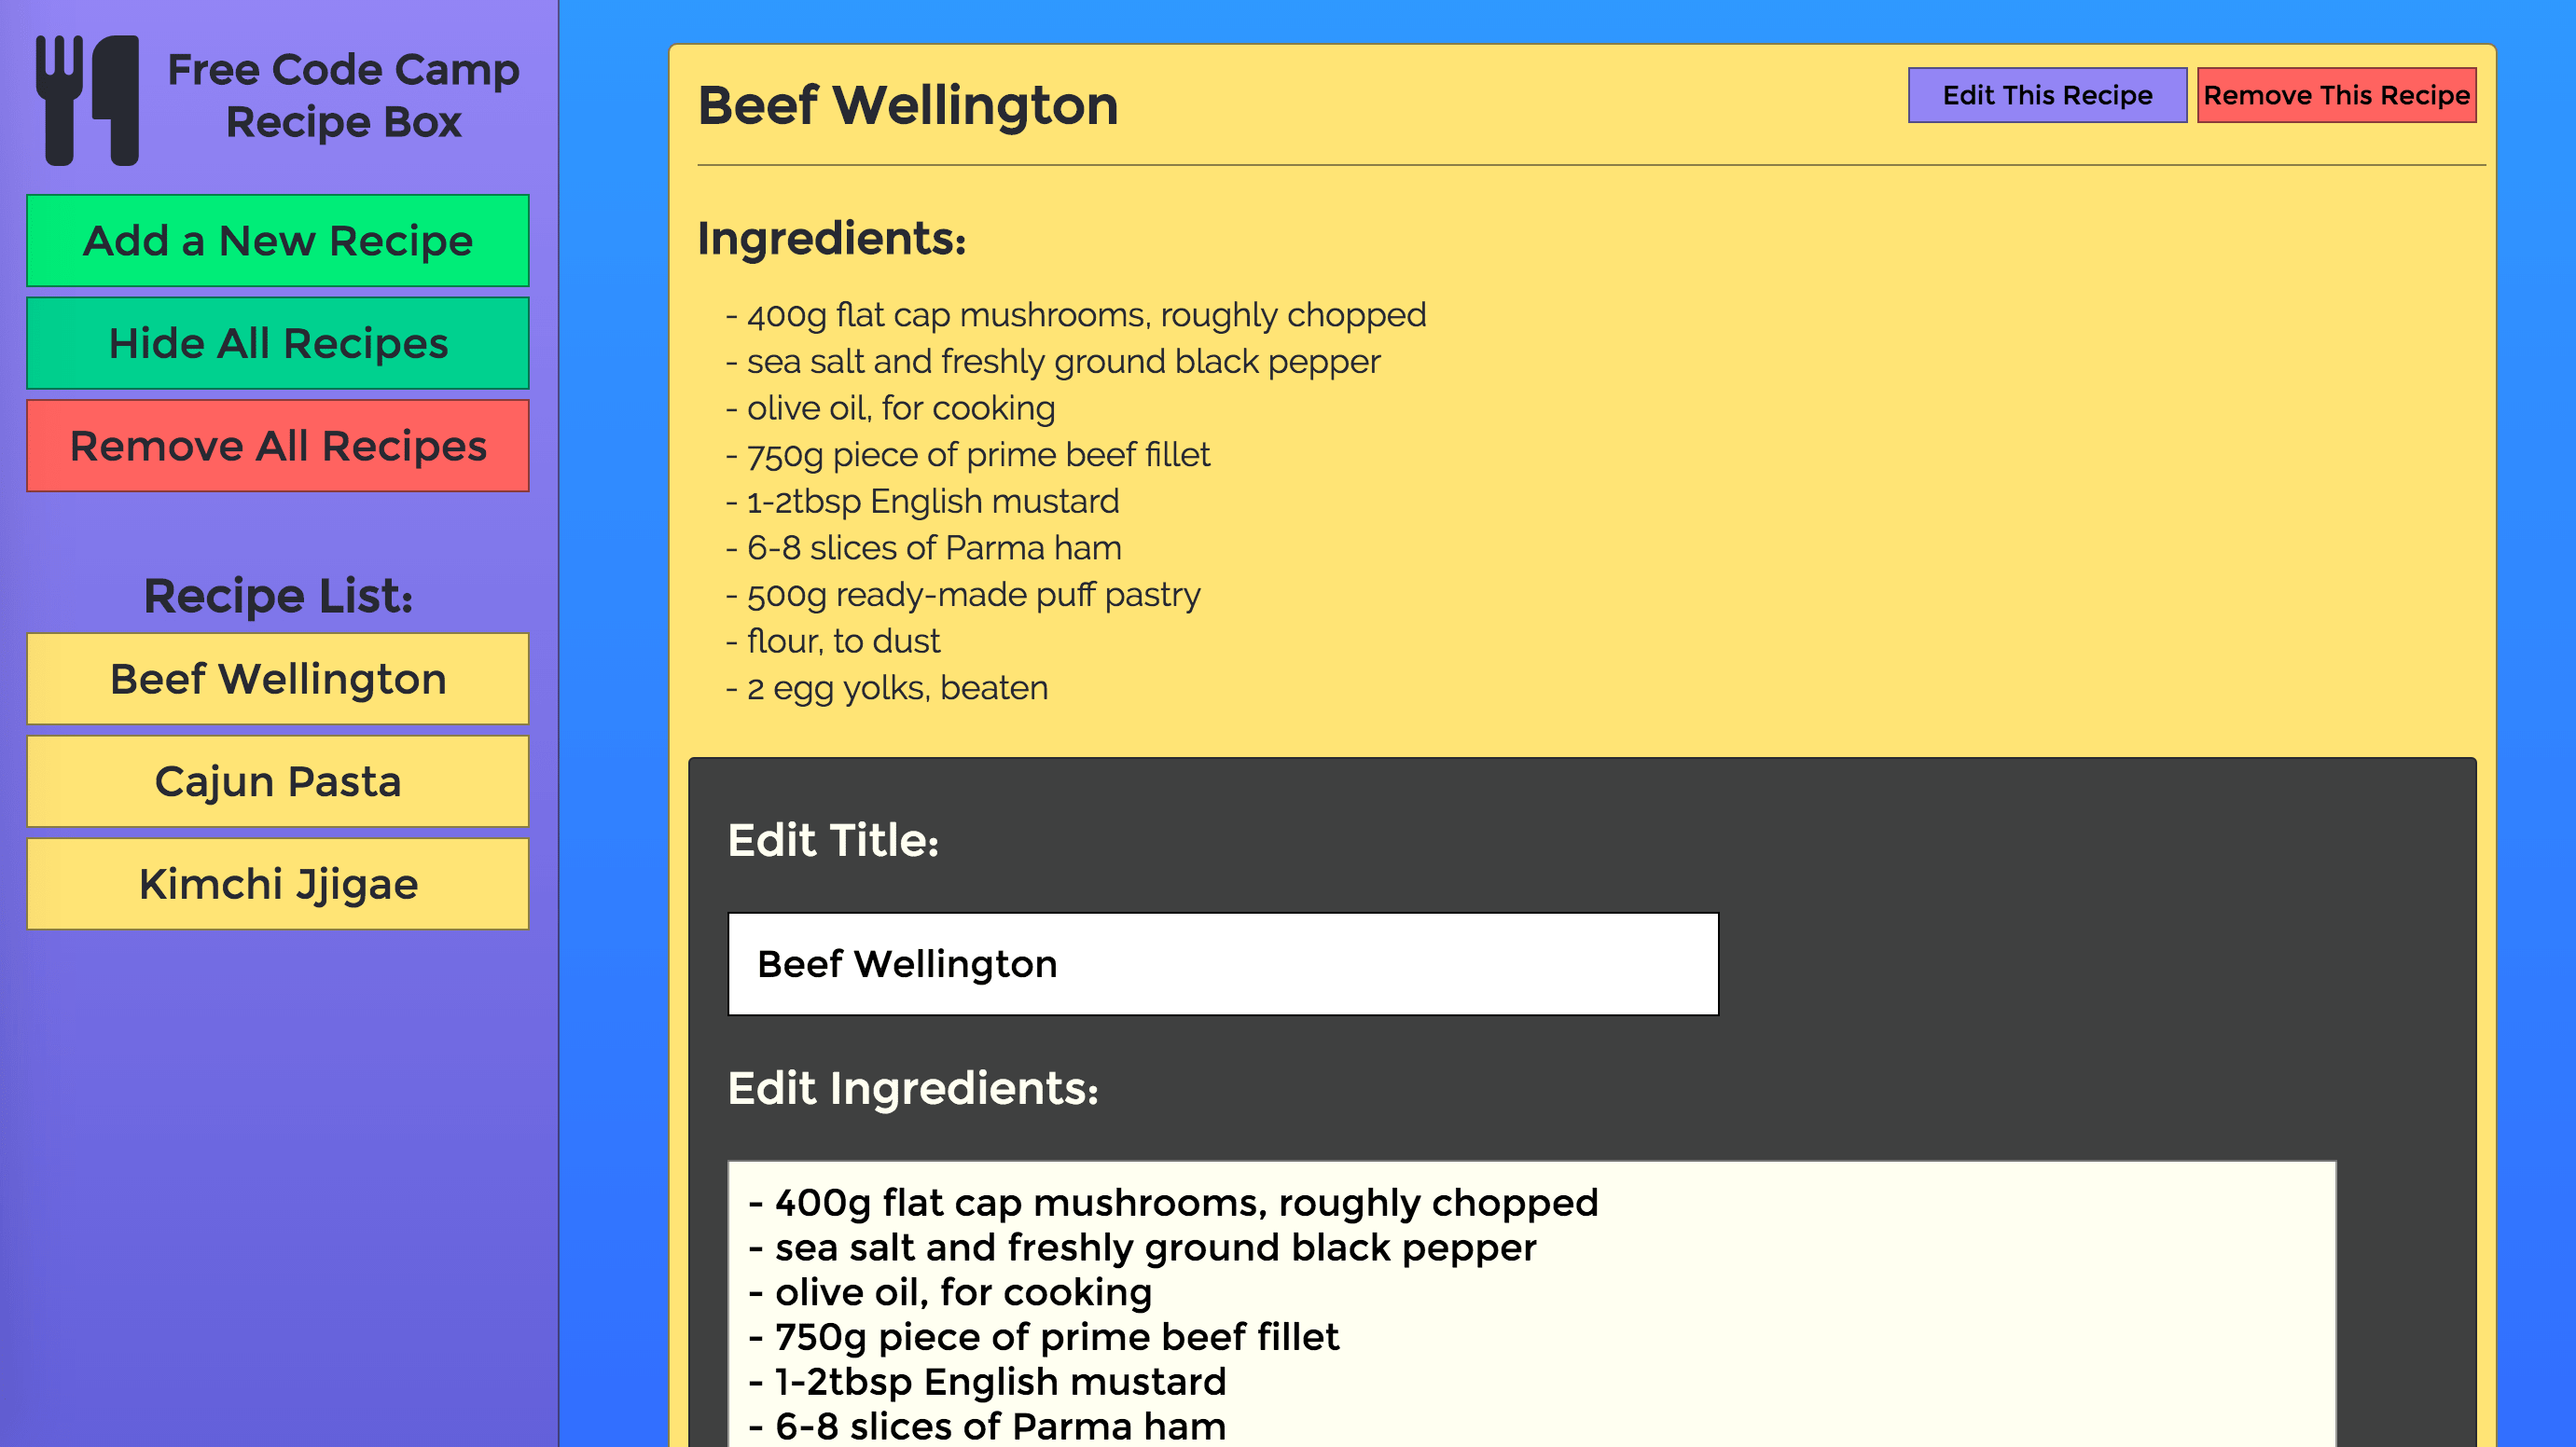 Free Code Camp
Recipe Box
Add a New Recipe
Hide All Recipes
Remove All Recipes
Recipe List:
Beef Wellington
Cajun Pasta
Kimchi Jjigae
Beef Wellington
Edit This Recipe
Remove This Recipe
Ingredients:
- 400g flat cap mushrooms, roughly chopped
- sea salt and freshly ground black pepper
- olive oil, for cooking
- 750g piece of prime beef fillet
- 1-2tbsp English mustard
- 6-8 slices of Parma ham
- 500g ready-made puff pastry
- flour, to dust
- 2 egg yolks, beaten
Edit Title:
Beef Wellington
Edit Ingredients:
- 400g flat cap mushrooms, roughly chopped
- sea salt and freshly ground black pepper
- olive oil, for cooking
- 750g piece of prime beef fillet
- 1-2tbsp English mustard
- 6-8 slices of Parma ham